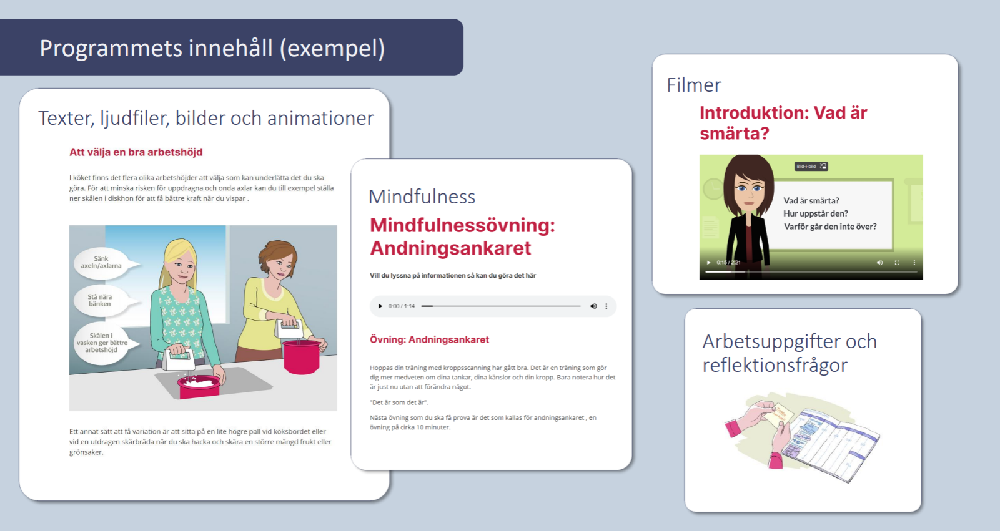 Programmets innehåll (exempel)
Texter, ljudfiler, bilder och animationer
Att välja en bra arbetshöjd
I köket finns det flera olika arbetshöjder att välja som kan underlätta det du ska
göra. För att minska risken för uppdragna och onda axlar kan du till exempel ställa
ner skålen i diskhon för att få bättre kraft när du vispar .
Sänk
axeln/axlarna
Stå nära
bänken
Skålen i
vasken ger bättre
arbetshöjd
Ett annat sätt att få variation är att sitta på en lite högre pall vid köksbordet eller
vid en utdragen skärbräda när du ska hacka och skära en större mängd frukt eller
grönsaker.
Mindfulness
Mindfulnessövning:
Andningsankaret
Vill du lyssna på informationen så kan du göra det här
0:00 / 1:14
Övning: Andningsankaret
Hoppas din träning med kroppsscanning har gått bra. Det är en träning som gör
dig mer medveten om dina tankar, dina känslor och din kropp. Bara notera hur det
är just nu utan att förändra något.
"Det är som det är".
Nästa övning som du ska få prova är det som kallas för andningsankaret , en
övning på cirka 10 minuter.
Filmer
Introduktion: Vad är
smärta?
Bild-i-bild
Vad är smärta?
Hur uppstår den?
Varför går den inte över?
0:15 / 2:21
Arbetsuppgifter och
reflektionsfrågor